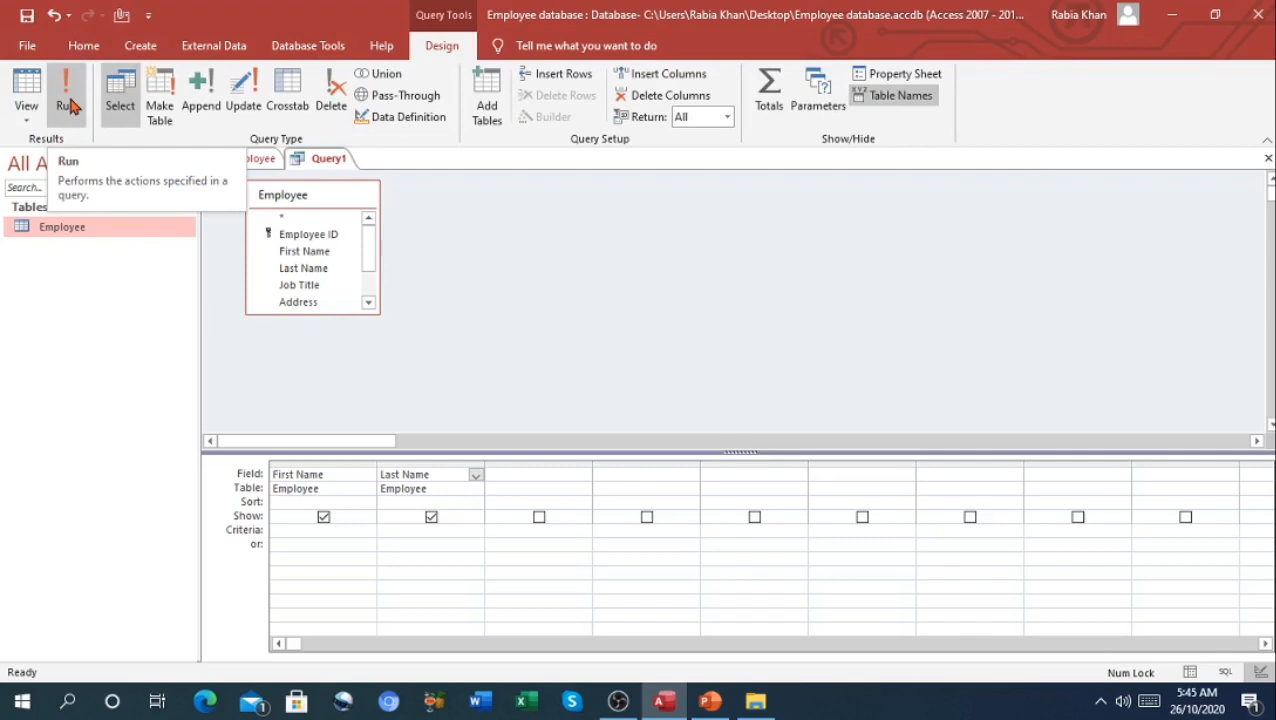 Query Tools
Employee database : Database- C:\Users\Rabia Khan\Desktop\Employee database.accdb (Access 2007 - 201...
Rabia Khan
File
Home
Create
External Data
Database Tools
Help
Design
Tell me what you want to do
View
Run
Select
Make
Table
Append
Update
Crosstab
Delete
Union
Pass-Through
Data Definition
Add
Tables
Insert Rows
Delete Rows
Builder
Insert Columns
Delete Columns
Return: All
Totals
Parameters
Property Sheet
Table Names
Results
Query Type
Query Setup
Show/Hide
All A
Search...
Tables
Employee
Run
Performs the actions specified in a
query.
ployee
Query1
Employee
*
Employee ID
First Name
Last Name
Job Title
Address
Field: First Name Last Name
Table: Employee Employee
Sort:
Show:
Criteria:
or:
Ready
Num Lock
SQL
5:45 AM
26/10/2020